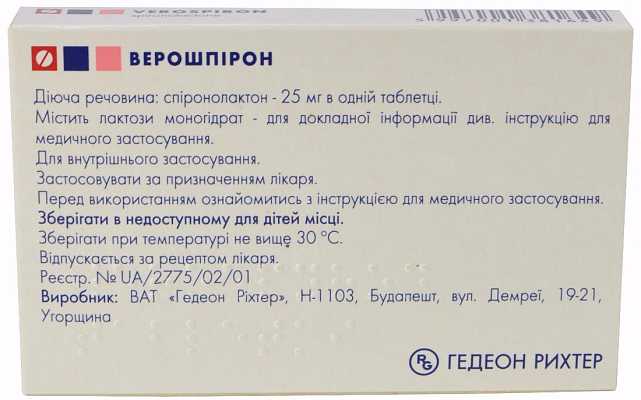 VEROSPIRON
ВЕРОШПІРОН
Діюча речовина: спіронолактон - 25 мг в одній таблетці.
Містить лактози моногідрат - для докладної інформації див. інструкцію для
медичного застосування.
Для внутрішнього застосування.
Застосовувати за призначенням лікаря.
Перед використанням ознайомитись з інструкцією для медичного застосування.
Зберігати в недоступному для дітей місці.
Зберігати при температурі не вище 30 °С.
Відпускається за рецептом лікаря.
Реєстр. № UA/2775/02/01
Виробник: ВАТ «Гедеон Ріхтер», Н-1103, Будапешт, вул. Демреї, 19-21,
Угорщина
RG ГЕДЕОН РИХТЕР